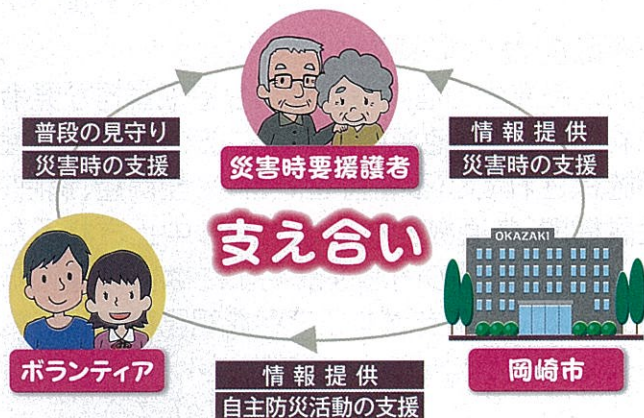 普段の見守り
災害時の支援
情報提供
災害時の支援
災害時要援護者
支え合い
OKAZAKI
ボランティア
岡崎市
情報提供
自主防災活動の支援